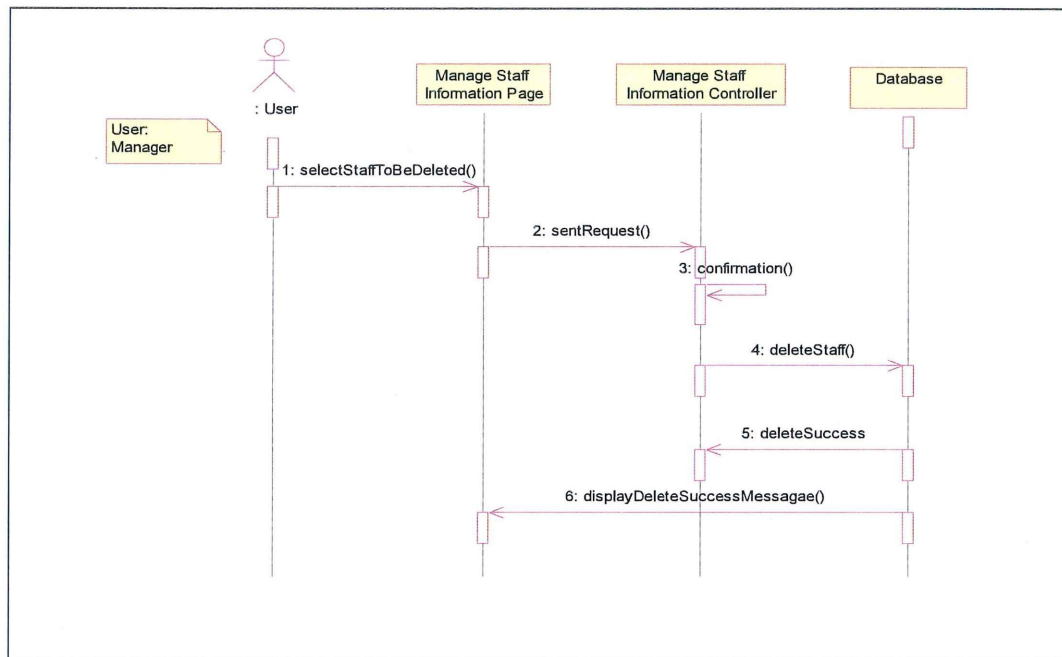 : User
Manage Staff
Information Page
Manage Staff
Information Controller
Database
User:
Manager
1: selectStaffToBeDeleted()
2: sentRequest()
3: confirmation()
4: deleteStaff()
5: deleteSuccess
6: displayDeleteSuccessMessagae()